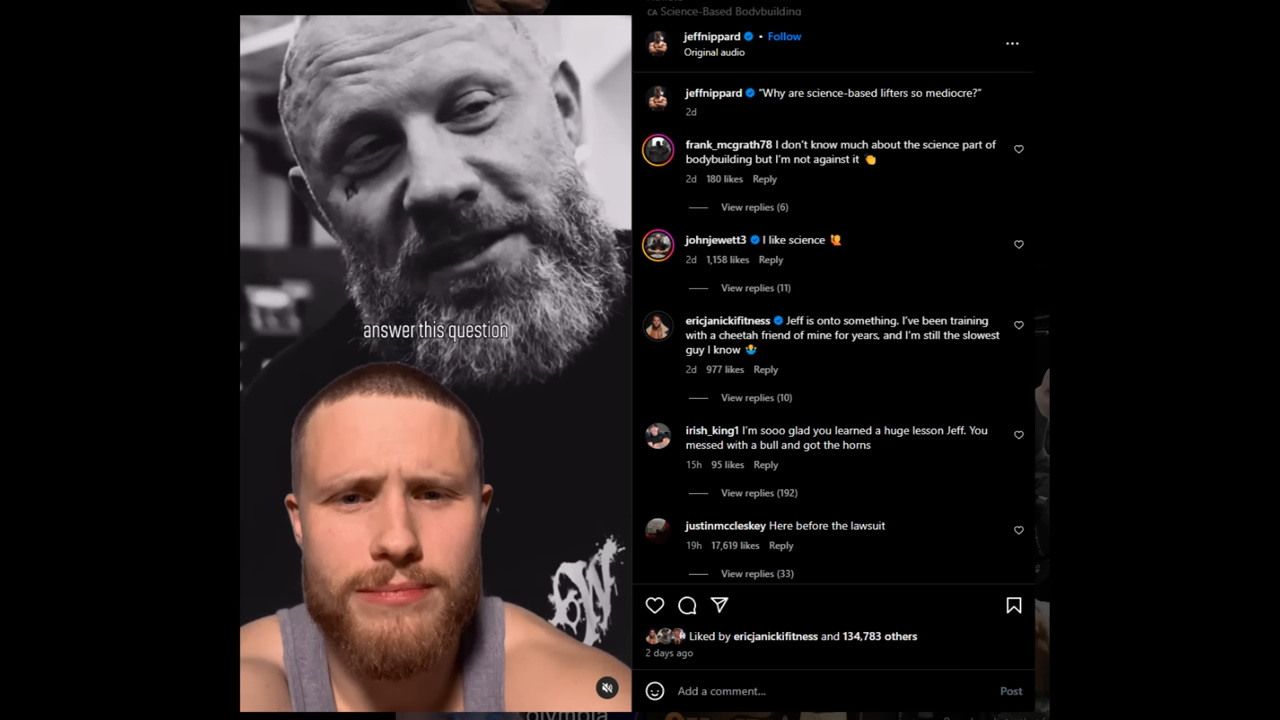 Science-Based Bodybuilding
jeffnippard • Follow
Original audio
jeffnippard "Why are science-based lifters so mediocre?"
2d
frank_mcgrath78 I don't know much about the science part of
bodybuilding but I'm not against it 👏
2d 180 likes Reply
View replies (6)
johnjewett3 I like science 🙋
2d 1,158 likes Reply
View replies (11)
ericjanickifitness Jeff is onto something. I've been training
with a cheetah friend of mine for years, and I'm still the slowest
guy I know 🤷
2d 977 likes Reply
View replies (10)
irish_king1 I'm sooo glad you learned a huge lesson Jeff. You
messed with a bull and got the horns
15h 95 likes Reply
View replies (192)
justinmccleskey Here before the lawsuit
19h 17,619 likes Reply
View replies (33)
Liked by ericjanickifitness and 134,783 others
2 days ago
Add a comment...
Post
answer this question
olympia